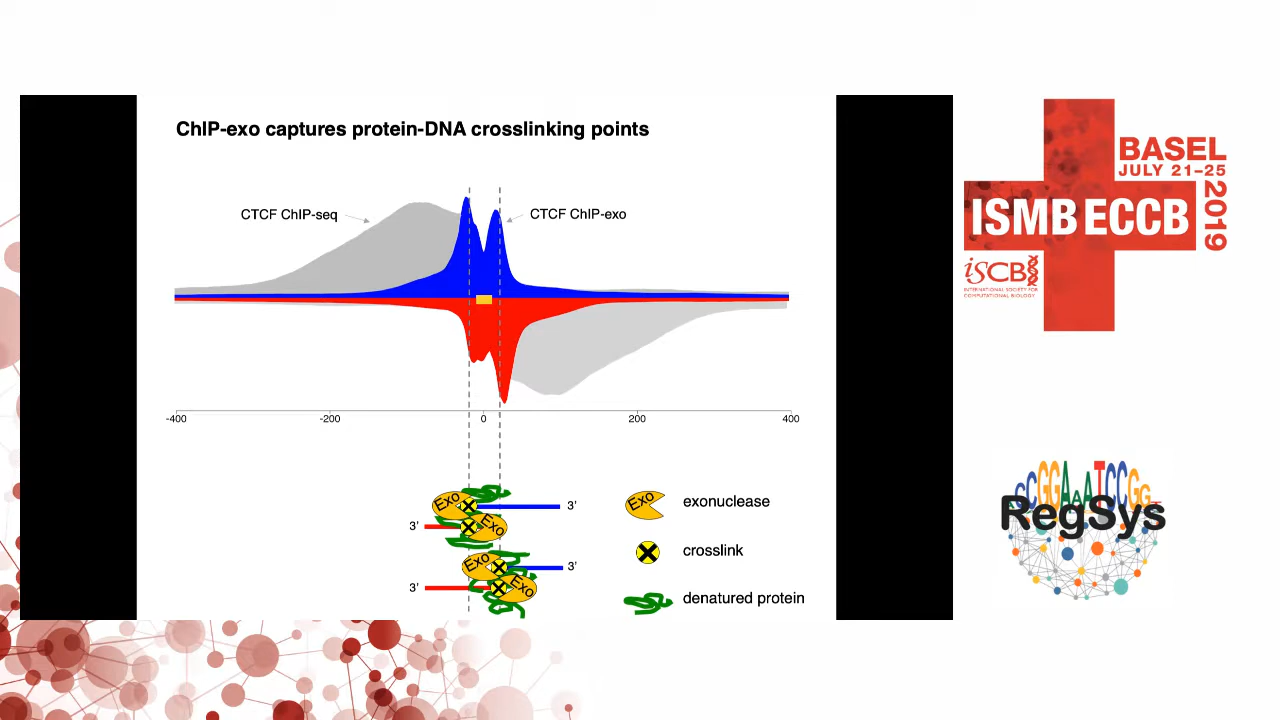 ChIP-exo captures protein-DNA crosslinking points
CTCF ChIP-seq
CTCF ChIP-exo
-400
-200
0
200
400
Exo
3'
3'
Exo
Exo
3'
3'
Exo
Exo
exonuclease
crosslink
denatured protein
BASEL
JULY 21–25
2019
ISMB ECCB
iSCB
INTERNATIONAL SOCIETY FOR
COMPUTATIONAL BIOLOGY
CCGGAAATCCGG
RegSys